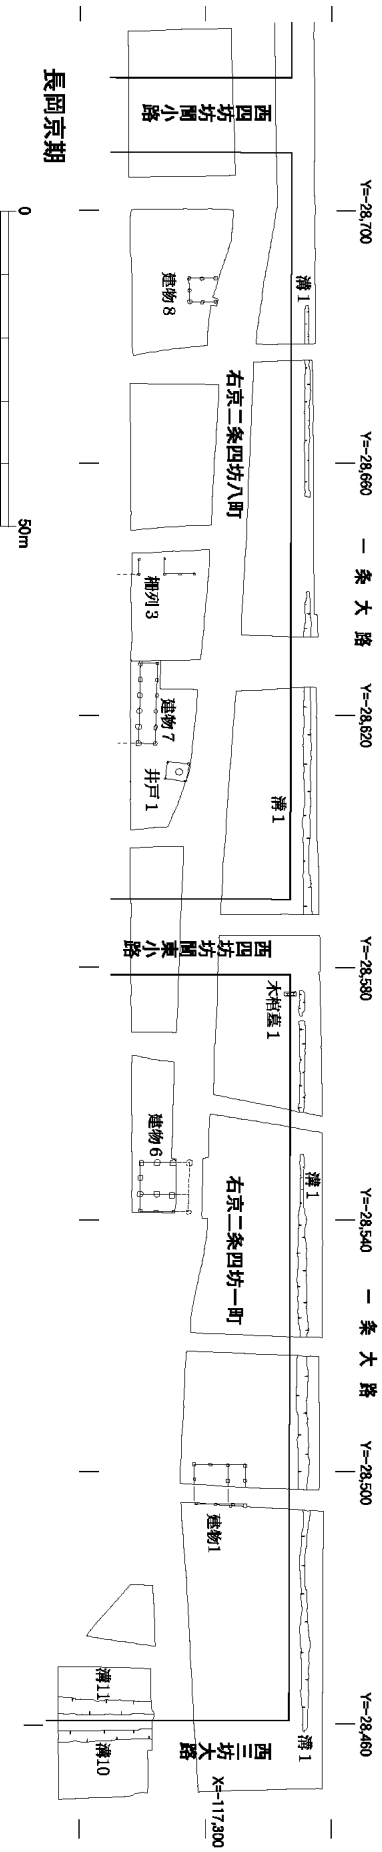 長岡京期
0
50m
西四坊坊間小路
Y=-28,700
溝1
建物8
右京二条四坊八町
Y=-28,660
一条大路
柵列3
建物7
Y=-28,620
井戸1
溝1
西四坊坊間東小路
Y=-28,580
木棺墓1
建物6
溝1
右京二条四坊一町
Y=-28,540
一条大路
Y=-28,500
建物1
溝11
溝10
西三坊大路
溝1
Y=-28,460
X=-117,300